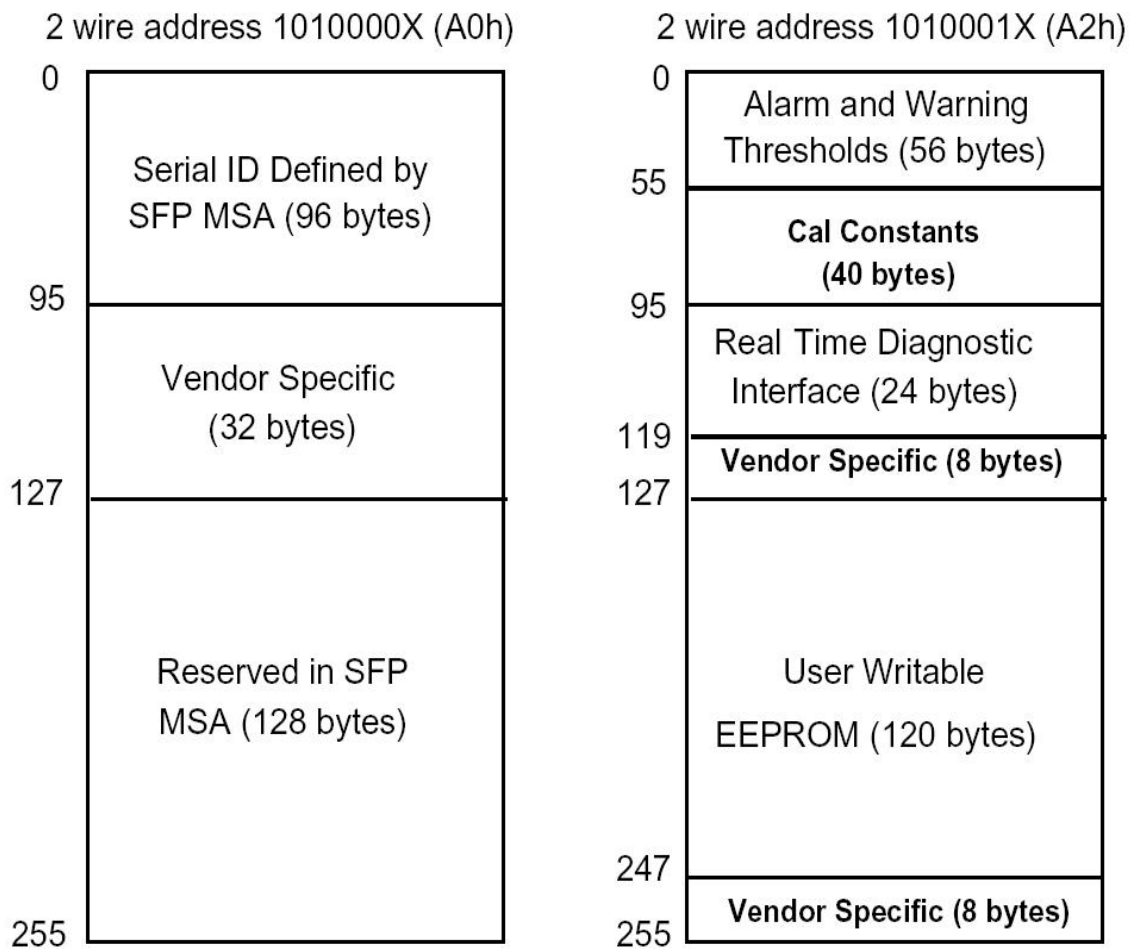 2 wire address 1010000X (A0h)
0
Serial ID Defined by
SFP MSA (96 bytes)
95
Vendor Specific
(32 bytes)
127
Reserved in SFP
MSA (128 bytes)
255
2 wire address 1010001X (A2h)
0
Alarm and Warning
Thresholds (56 bytes)
55
Cal Constants
(40 bytes)
95
Real Time Diagnostic
Interface (24 bytes)
119
Vendor Specific (8 bytes)
127
User Writable
EEPROM (120 bytes)
247
Vendor Specific (8 bytes)
255